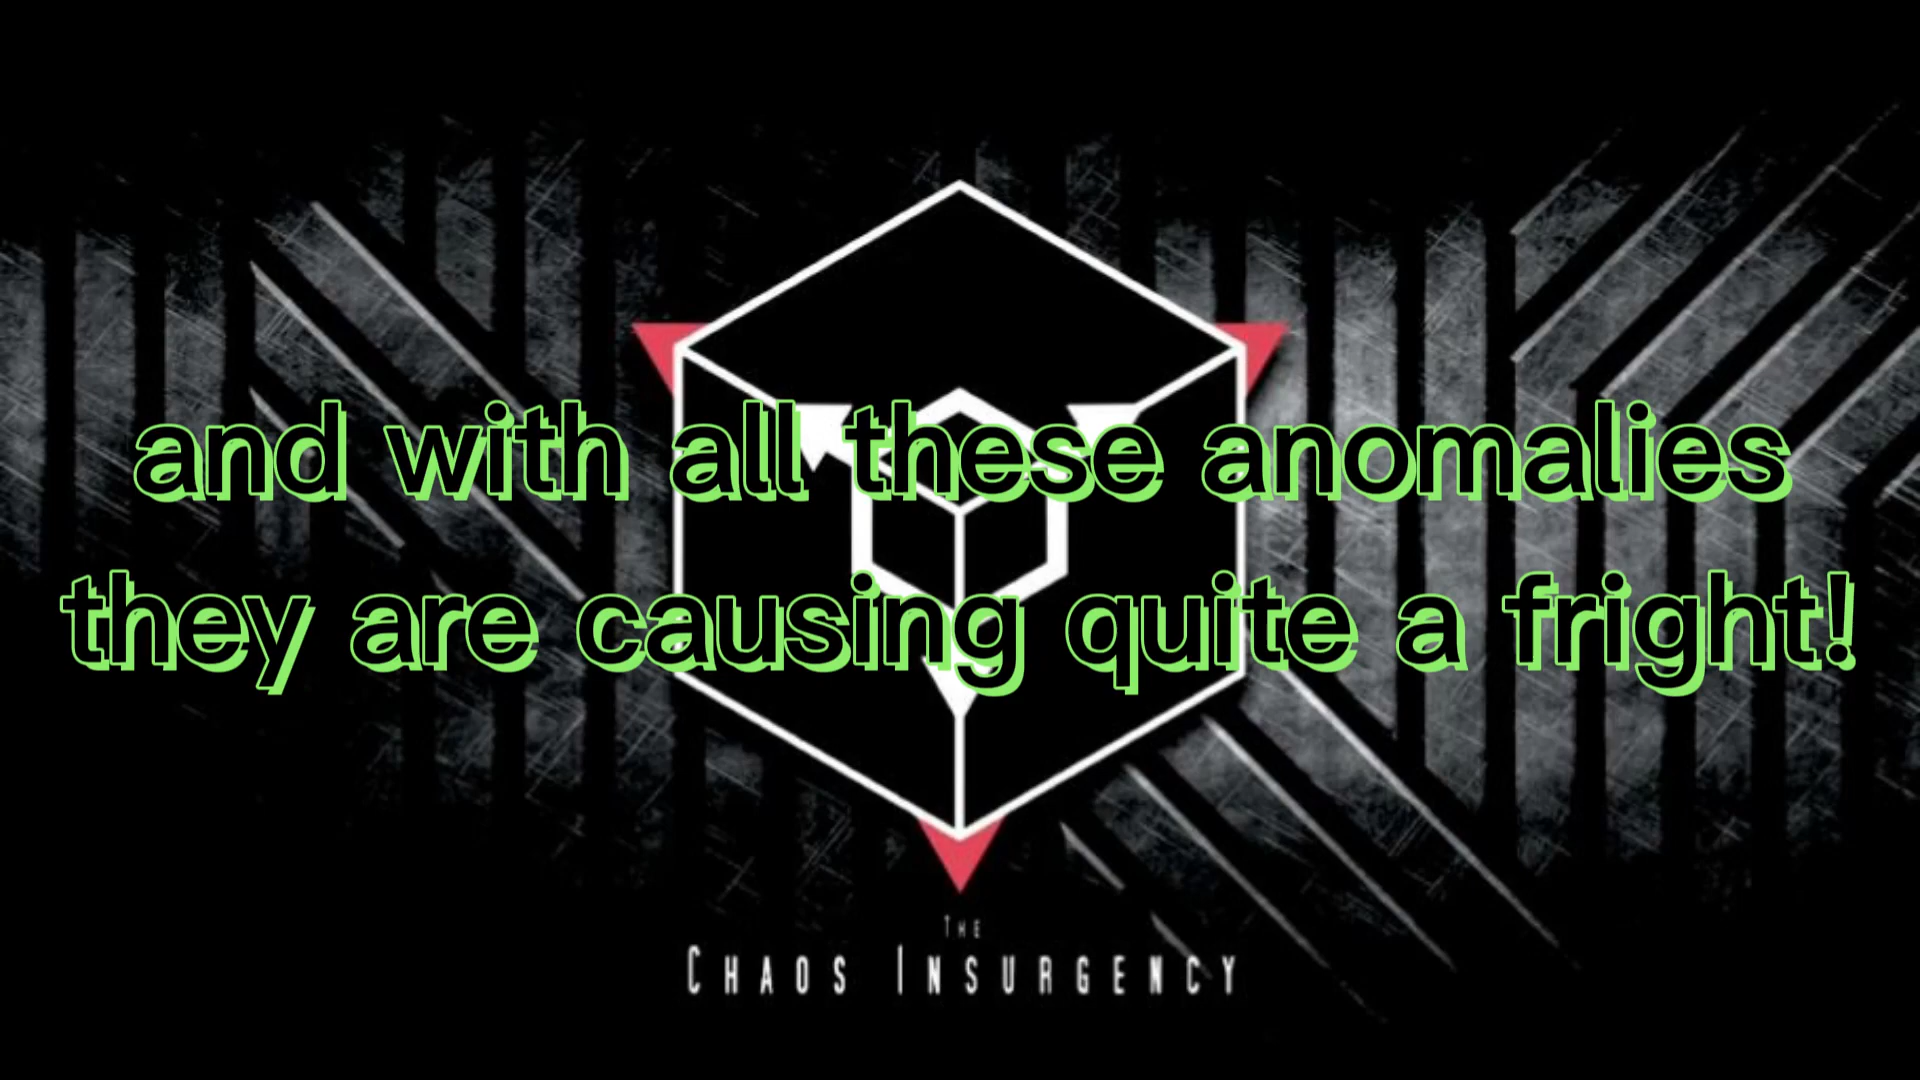 and with all these anomalies
they are causing quite a fright!
THE
CHAOS INSURGENCY